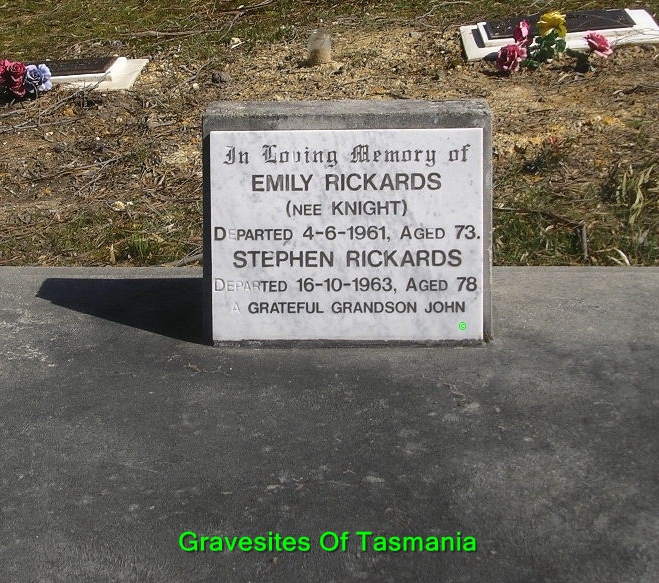 In Loving Memory of
EMILY RICKARDS
(NEE KNIGHT)
DEPARTED 4-6-1961, AGED 73.
STEPHEN RICKARDS
DEPARTED 16-10-1963, AGED 78
A GRATEFUL GRANDSON JOHN
©
Gravesites Of Tasmania